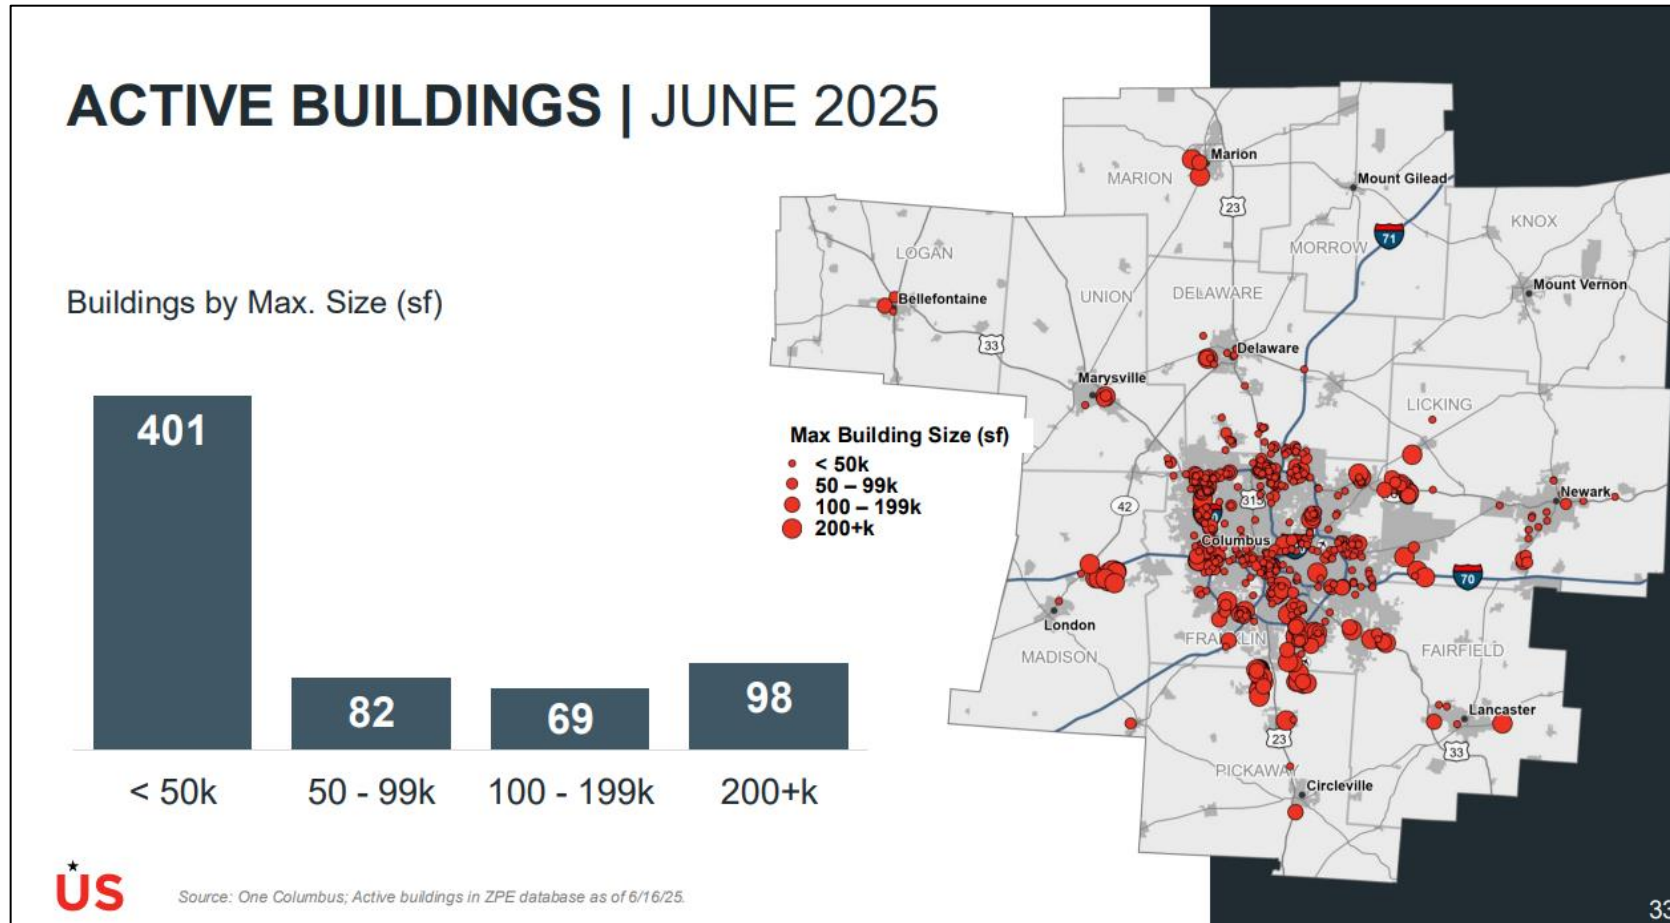 ACTIVE BUILDINGS | JUNE 2025
Buildings by Max. Size (sf)
401
82
69
98
< 50k
50 - 99k
100 - 199k
200+k
Max Building Size (sf)
< 50k
50 – 99k
100 – 199k
200+k
Marion
MARION
Mount Gilead
23
KNOX
71
MORROW
LOGAN
Mount Vernon
UNION
DELAWARE
Bellefontaine
33
Delaware
Marysville
LICKING
Newark
315
42
Columbus
70
London
FRANKLIN
MADISON
FAIRFIELD
Lancaster
23
33
PICKAWAY
Circleville
US
Source: One Columbus; Active buildings in ZPE database as of 6/16/25.
33